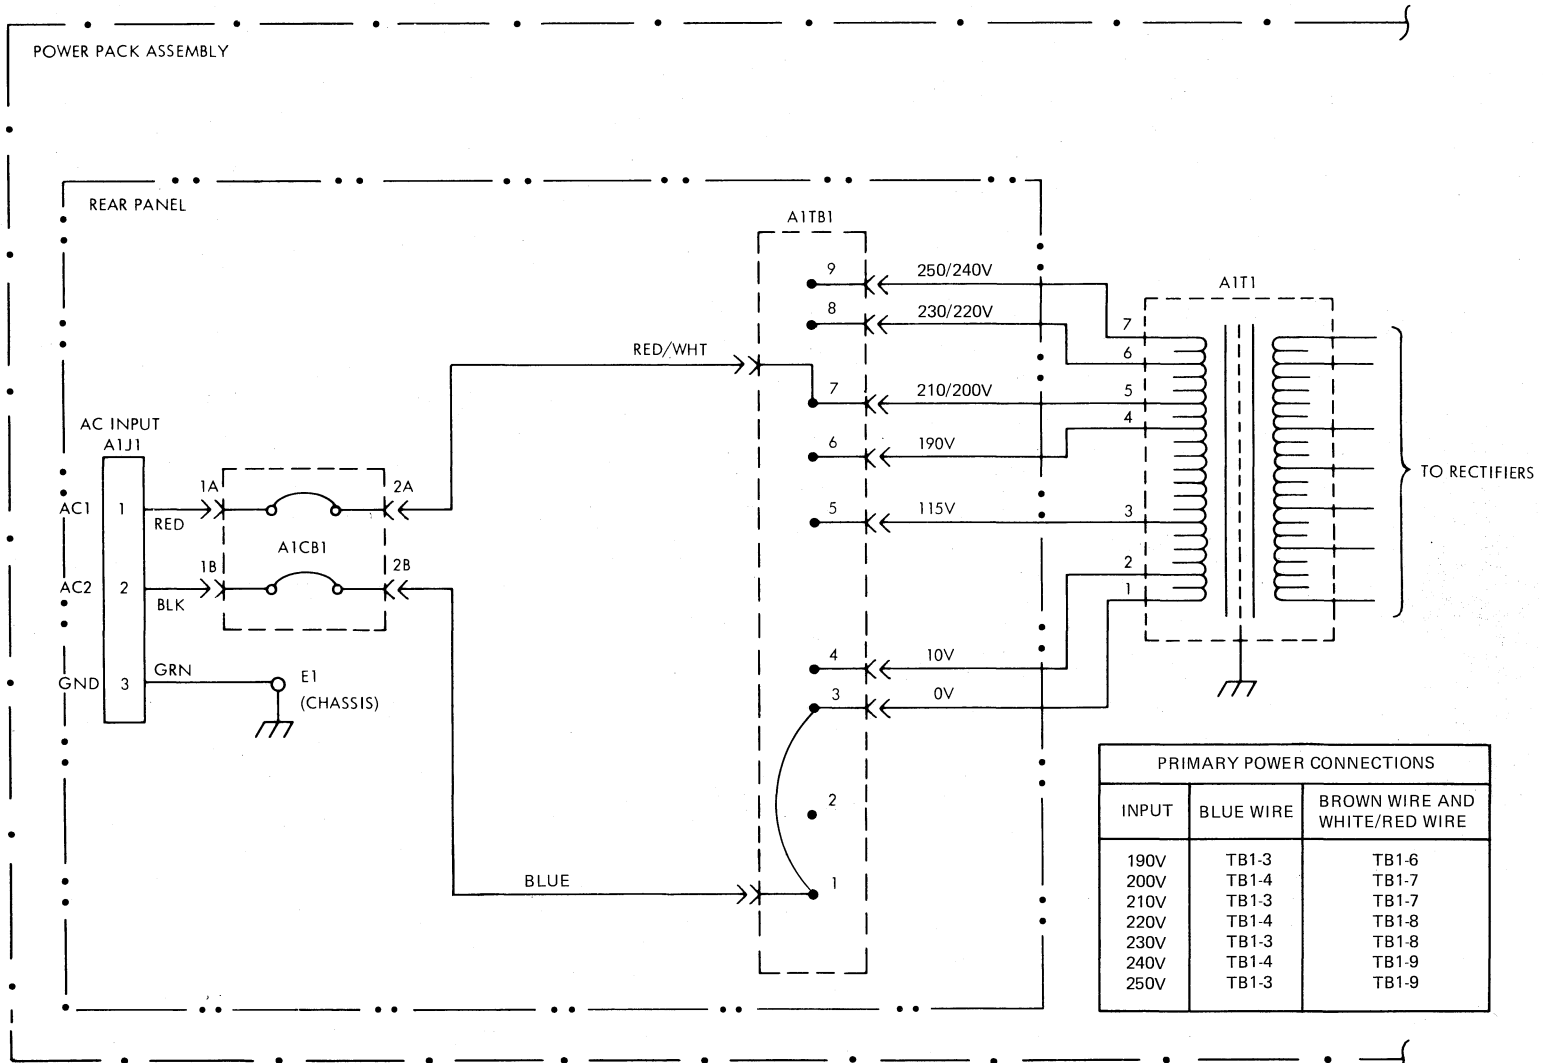 POWER PACK ASSEMBLY
REAR PANEL
A1TB1
9
250/240V
8
230/220V
A1T1
7
RED/WHT
6
7
210/200V
5
4
AC INPUT
A1J1
6
190V
TO RECTIFIERS
1A
2A
AC1
1
RED
5
115V
3
A1CB1
1B
2B
2
AC2
2
BLK
1
4
10V
GND
3
GRN
E1
(CHASSIS)
3
0V
2
BLUE
1
PRIMARY POWER CONNECTIONS
INPUT BLUE WIRE BROWN WIRE AND
WHITE/RED WIRE
190V TB1-3 TB1-6
200V TB1-4 TB1-7
210V TB1-3 TB1-7
220V TB1-4 TB1-8
230V TB1-3 TB1-8
240V TB1-4 TB1-9
250V TB1-3 TB1-9